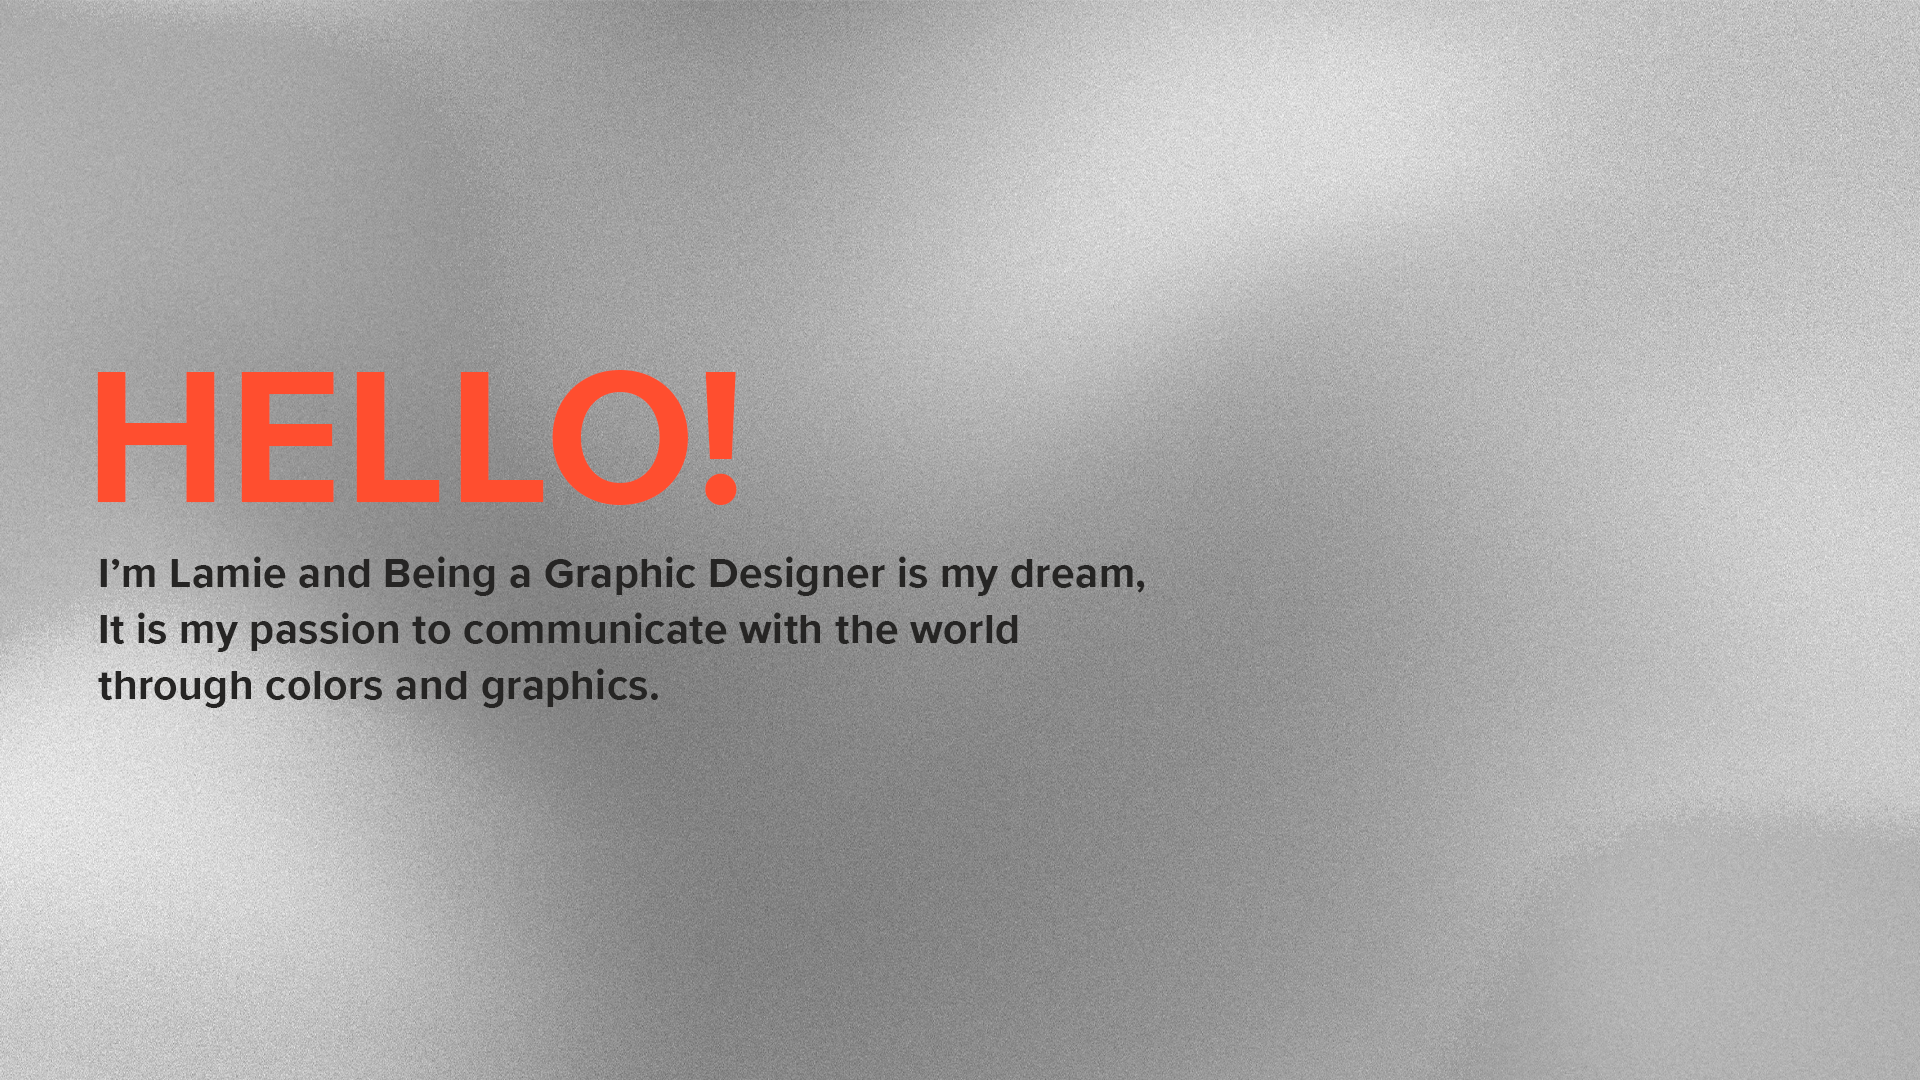 HELLO!
I’m Lamie and Being a Graphic Designer is my dream,
It is my passion to communicate with the world
through colors and graphics.